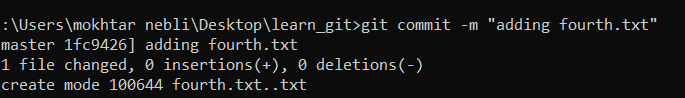 :\Users\mokhtar nebli\Desktop\learn_git>git commit -m "adding fourth.txt"
master 1fc9426] adding fourth.txt
1 file changed, 0 insertions(+), 0 deletions(-)
create mode 100644 fourth.txt..txt